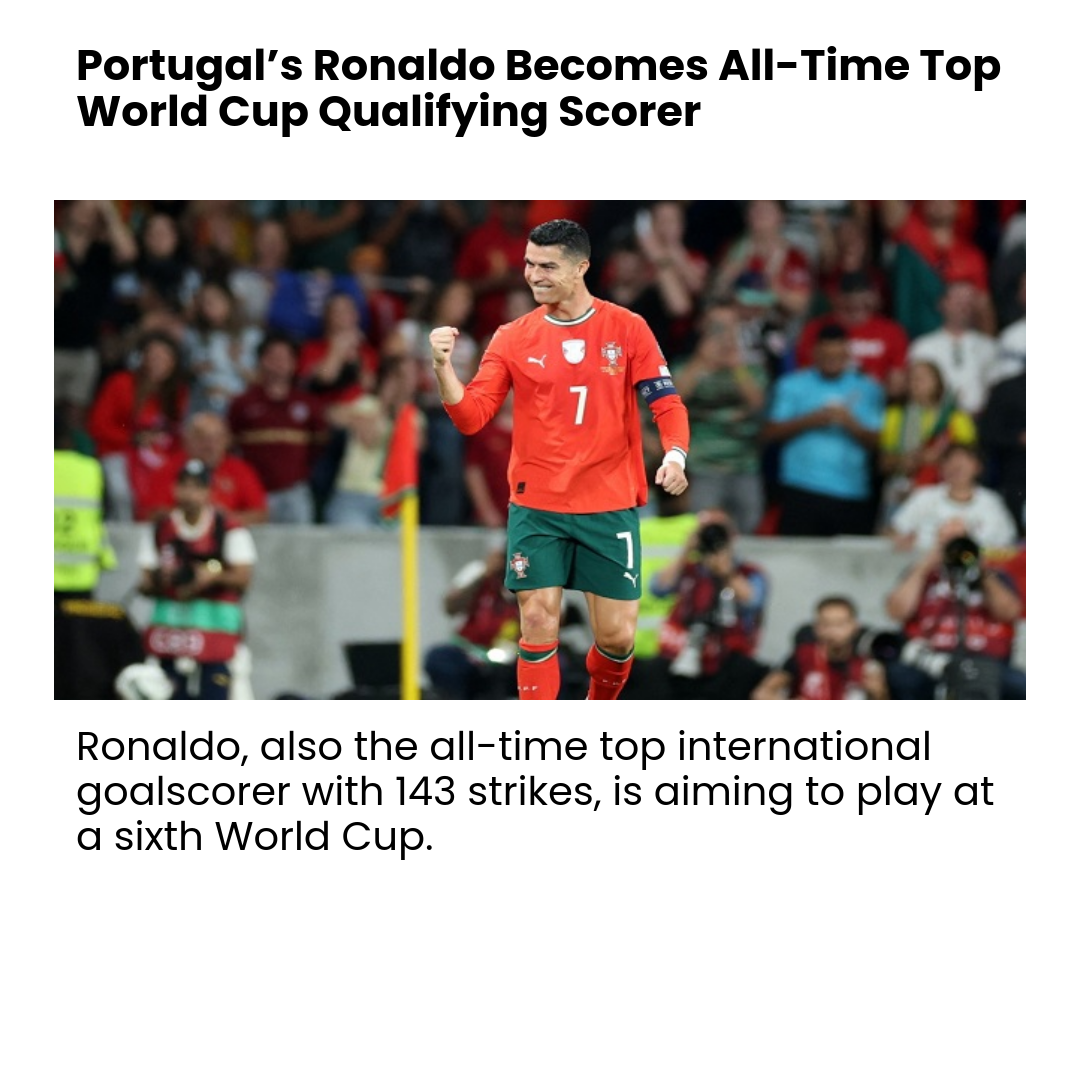 Portugal’s Ronaldo Becomes All-Time Top
World Cup Qualifying Scorer
7
7
Ronaldo, also the all-time top international
goalscorer with 143 strikes, is aiming to play at
a sixth World Cup.